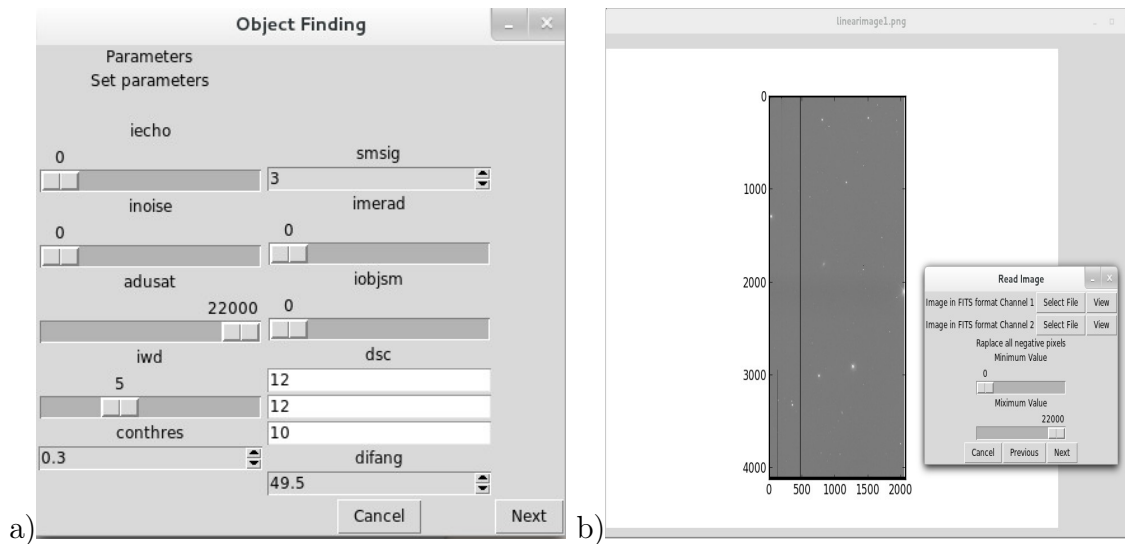 Object Finding
Parameters
Set parameters
iecho
0
smsig
3
inoise
imerad
0
0
adusat
iobjsm
22000
0
iwd
dsc
5
12
12
conthres
10
0.3
difang
49.5
Cancel
Next
a)
linearimage1.png
0
1000
2000
3000
4000
0 500 1000 1500 2000
Read Image
Image in FITS format Channel 1 Select File View
Image in FITS format Channel 2 Select File View
Raplace all negative pixels
Minimum Value
0
Miximum Value
22000
Cancel Previous Next
b)